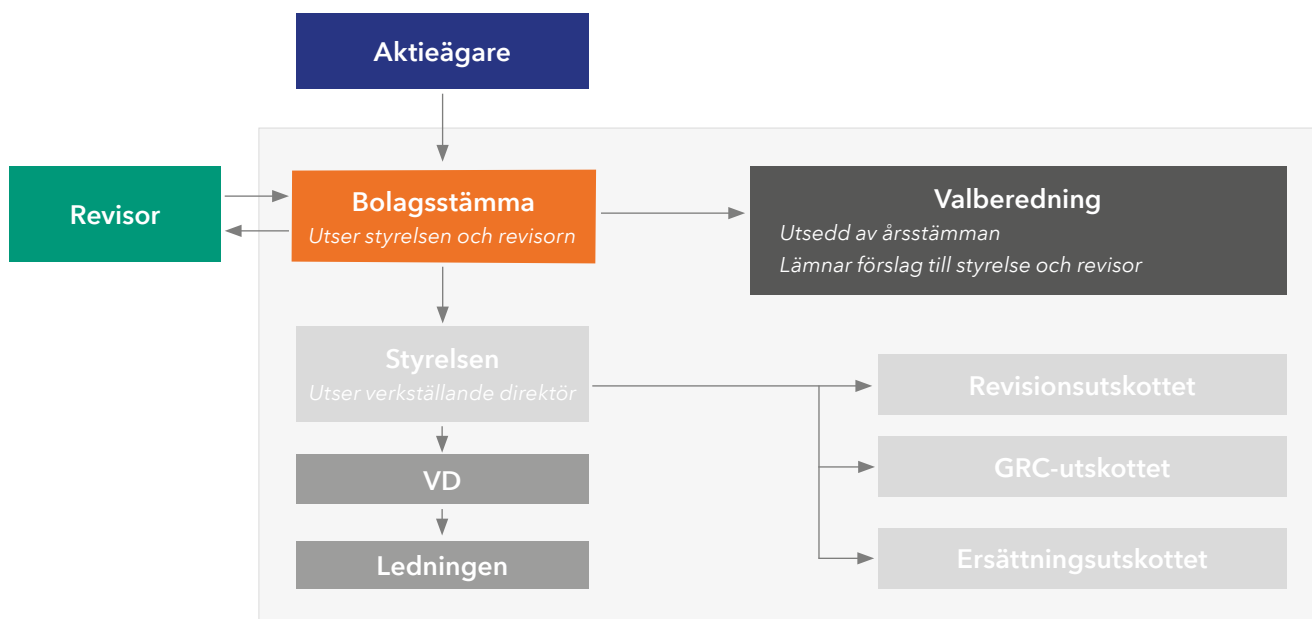 Aktieägare
Revisor
Bolagsstämma
Utser styrelsen och revisorn
Valberedning
Utsedd av årsstämman
Lämnar förslag till styrelse och revisor
Styrelsen
Utser verkställande direktör
Revisionsutskottet
GRC-utskottet
VD
Ledningen
Ersättningsutskottet